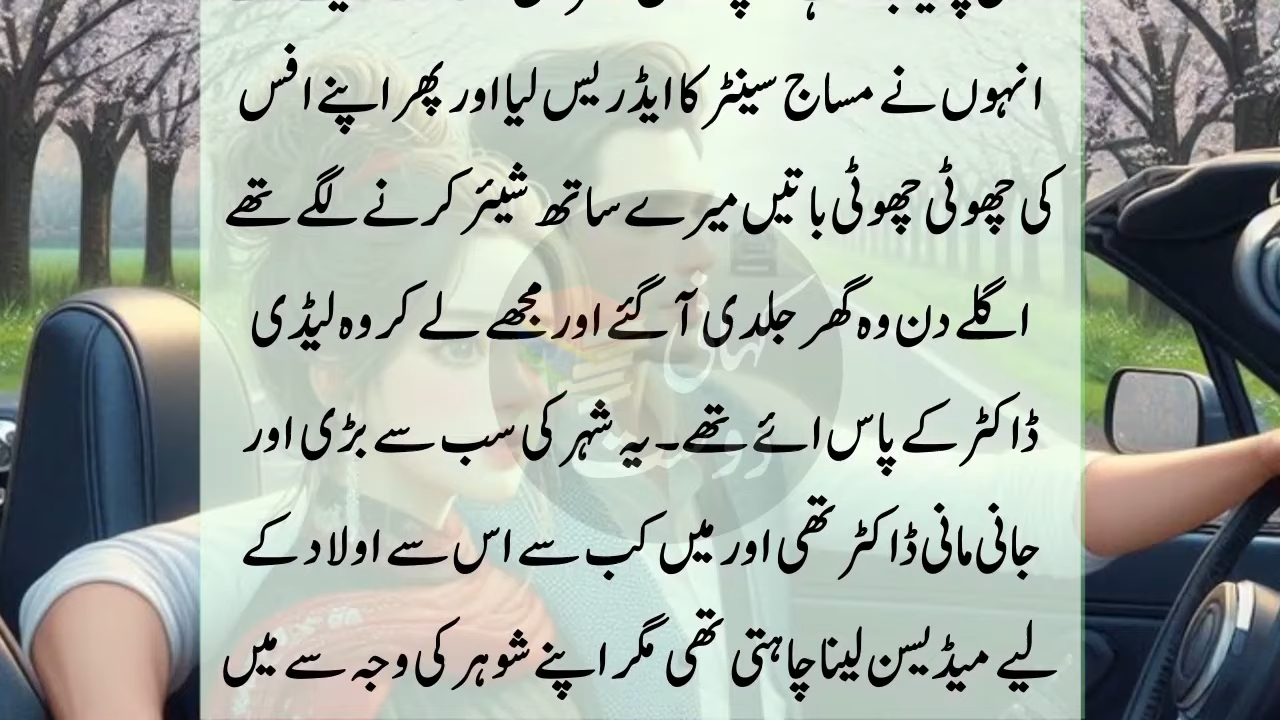 انہوں نے مساج سینٹر کا ایڈریس لیا اور پھر اپنے افس
کی چھوٹی چھوٹی باتیں میرے ساتھ شیئر کرنے لگے تھے
اگلے دن وہ گھر جلدی آ گئے اور مجھے لے کر وہ لیڈی
ڈاکٹر کے پاس ائے تھے۔ یہ شہر کی سب سے بڑی اور
جانی مانی ڈاکٹر تھی اور میں کب سے اس سے اولاد کے
لیے میڈیسن لینا چاہتی تھی مگر اپنے شوہر کی وجہ سے میں
کہانی
دوست